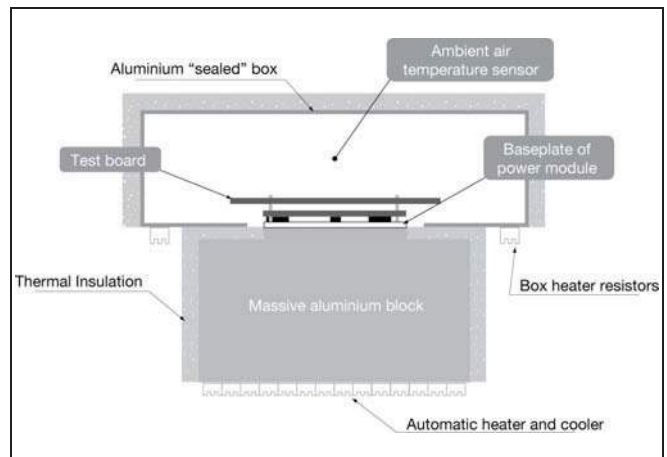 Ambient air
temperature sensor
Aluminium “sealed” box
Test board
Baseplate of
power module
Thermal Insulation
Massive aluminium block
Box heater resistors
Automatic heater and cooler